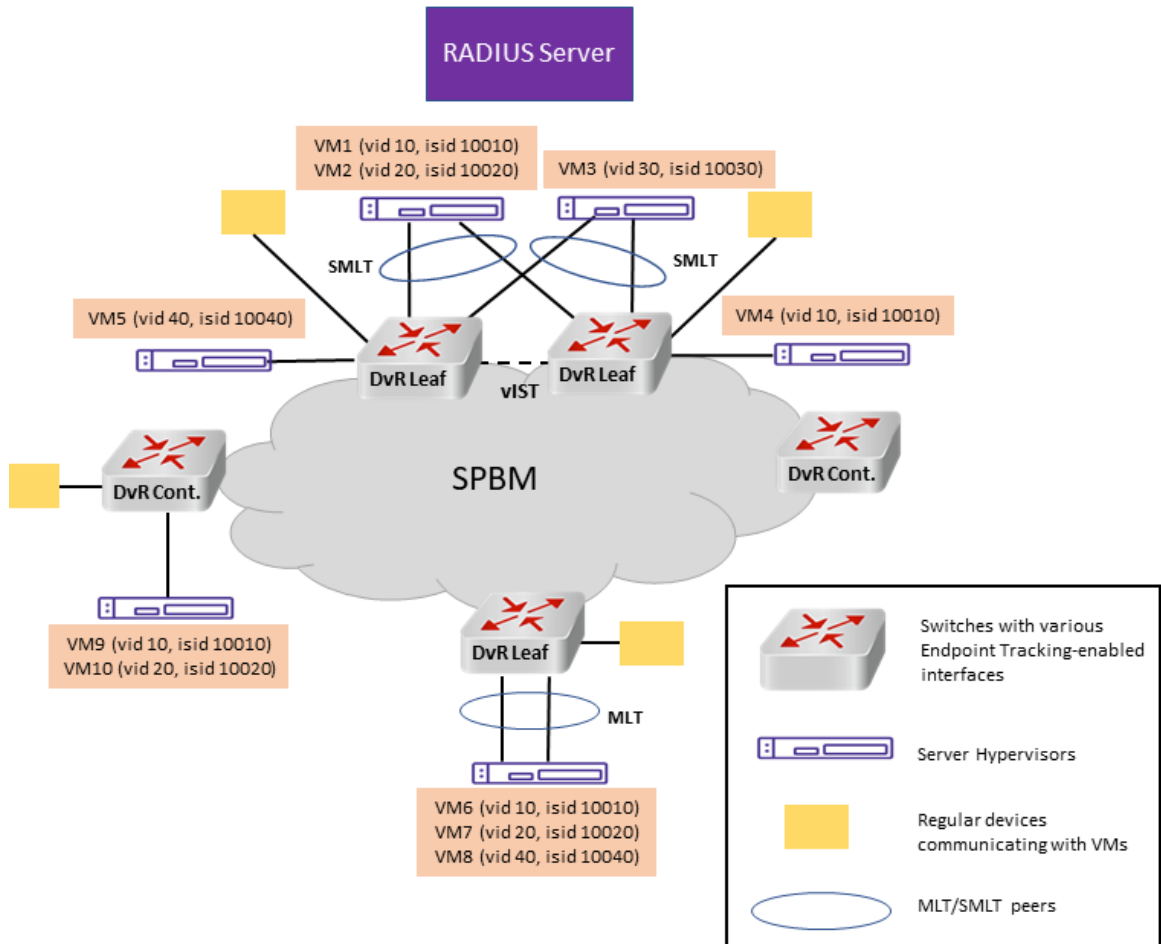 RADIUS Server
VM1 (vid 10, isid 10010)
VM2 (vid 20, isid 10020)
VM3 (vid 30, isid 10030)
SMLT
SMLT
VM5 (vid 40, isid 10040)
VM4 (vid 10, isid 10010)
DvR Leaf
DvR Leaf
vIST
DvR Cont.
SPBM
DvR Cont.
VM9 (vid 10, isid 10010)
VM10 (vid 20, isid 10020)
DvR Leaf
MLT
VM6 (vid 10, isid 10010)
VM7 (vid 20, isid 10020)
VM8 (vid 40, isid 10040)
Switches with various
Endpoint Tracking-enabled
interfaces
Server Hypervisors
Regular devices
communicating with VMs
MLT/SMLT peers